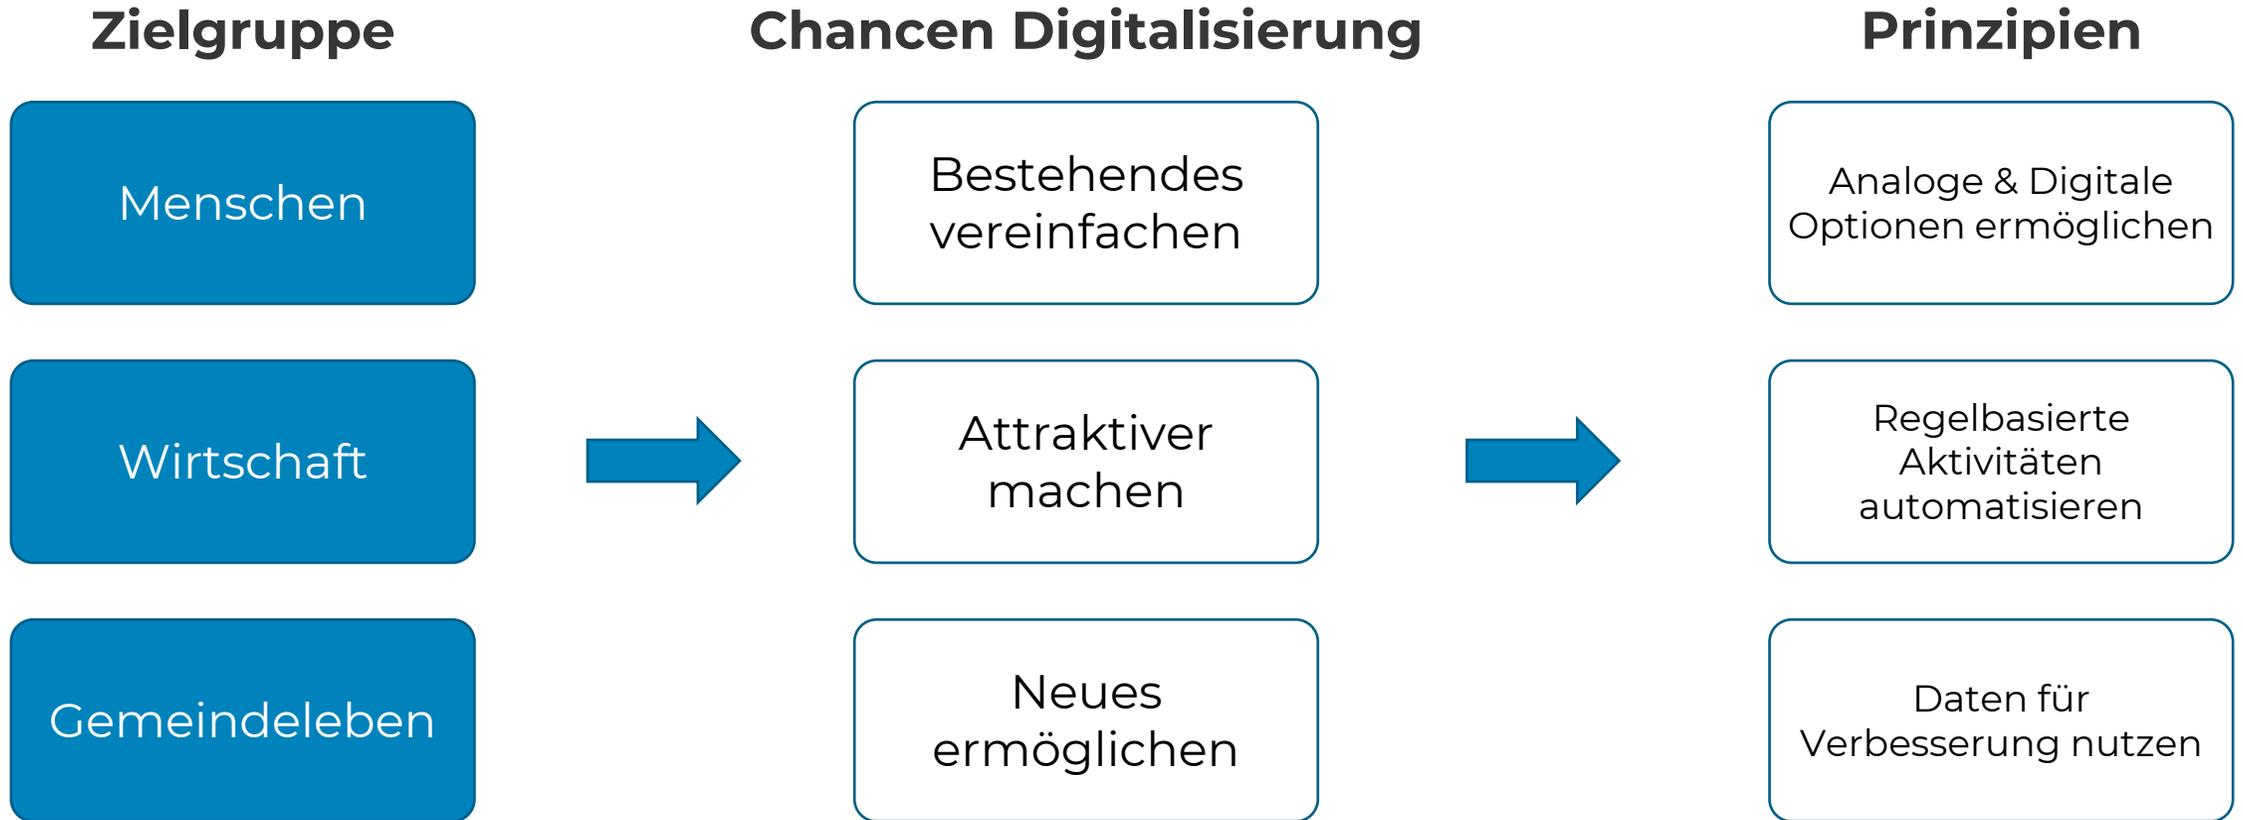 Zielgruppe
Menschen
Wirtschaft
Gemeindeleben
Chancen Digitalisierung
Bestehendes
vereinfachen
Attraktiver
machen
Neues
ermöglichen
Prinzipien
Analoge & Digitale
Optionen ermöglichen
Regelbasierte
Aktivitäten
automatisieren
Daten für
Verbesserung nutzen